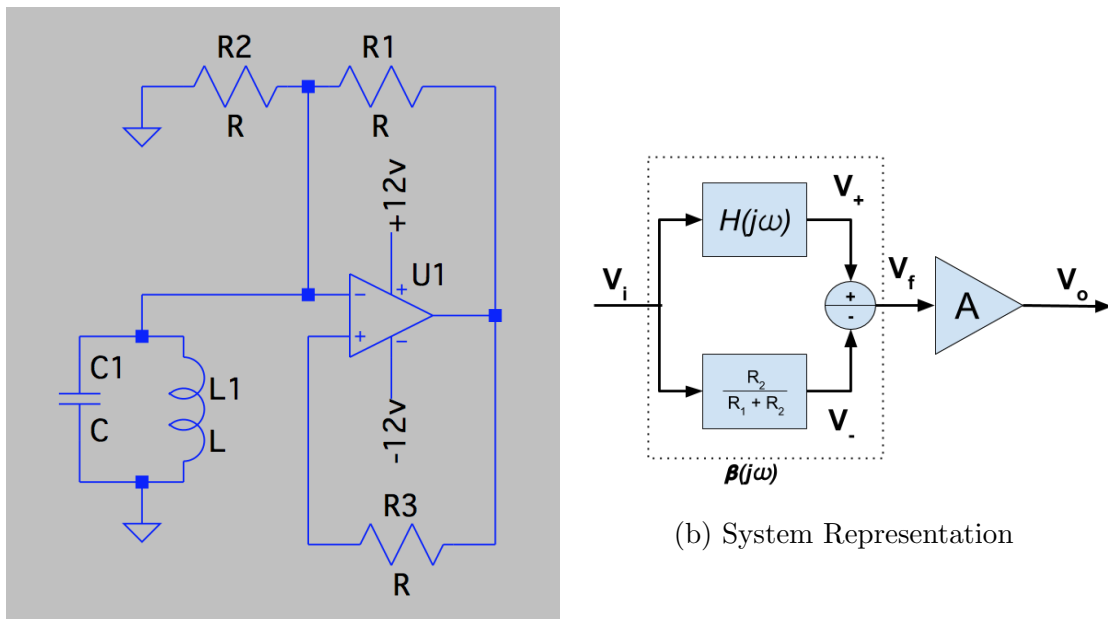 R2
R1
R
R
+12v
U1
+
−
+
−
C1
L1
C
L
-12v
R3
R
H(jω)
V+
Vi
Vf
+
-
A
Vo
R2
R1 + R2
V-
β(jω)
(b) System Representation